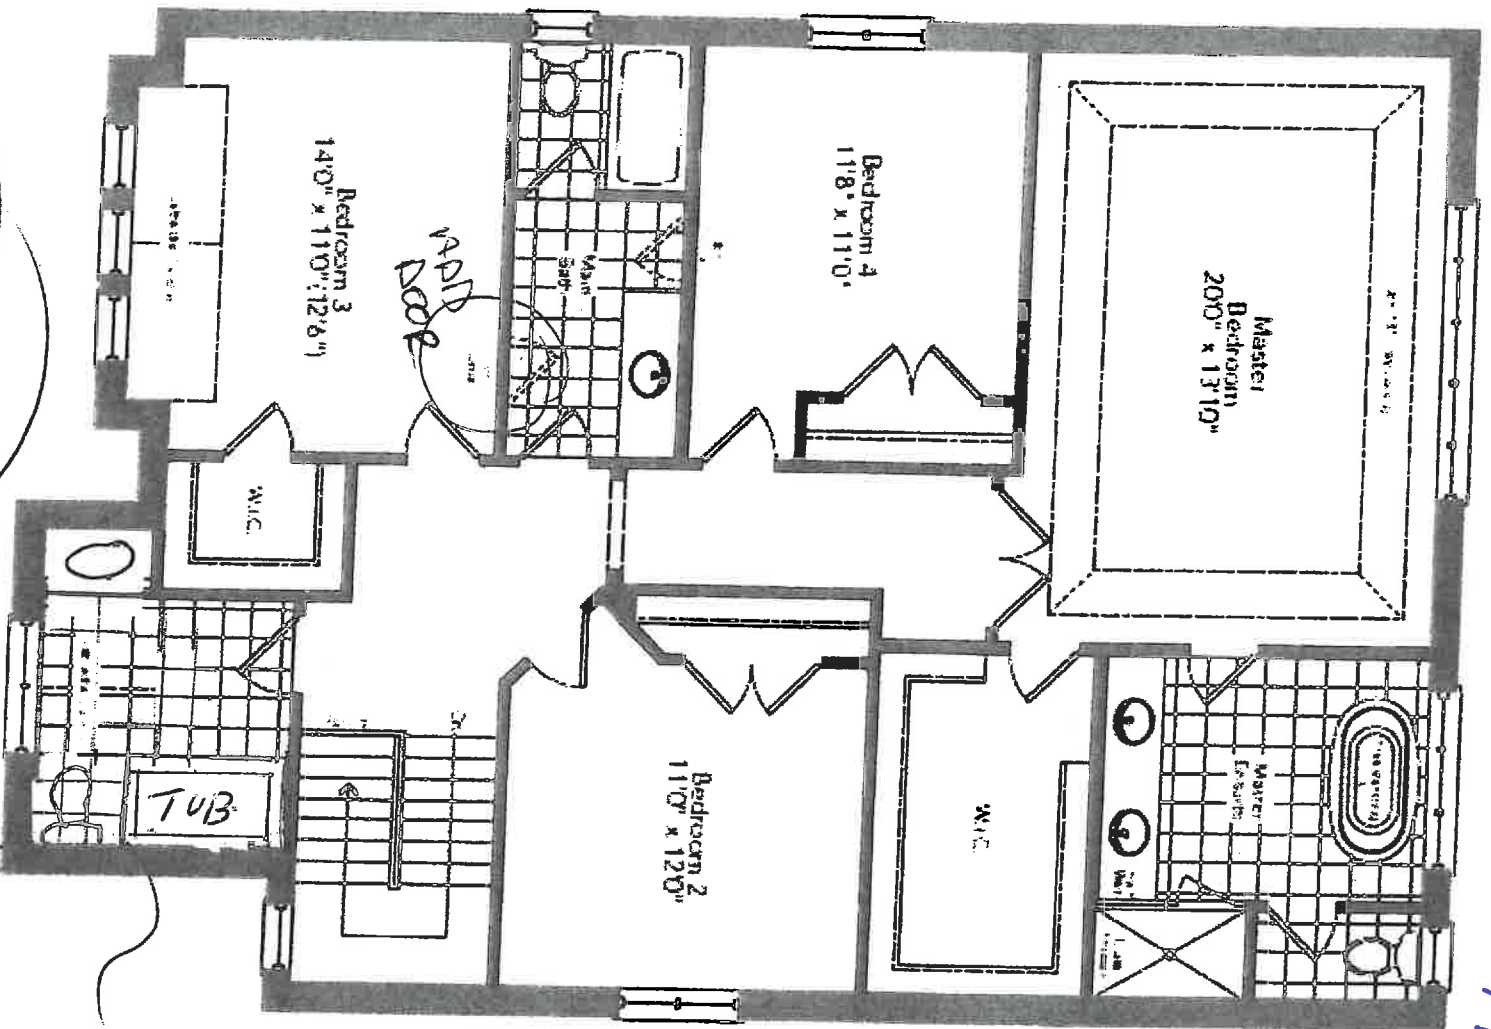 Bedroom 3
14'0" x 11'0" (12'6")
ADD
DOOR
Main
Bath
Bedroom 4
11'8" x 11'0"
Master
Bedroom
20'0" x 13'10"
W.I.C.
TUB
Bedroom 2
11'0" x 12'0"
W.I.C.
Master
Ensuite